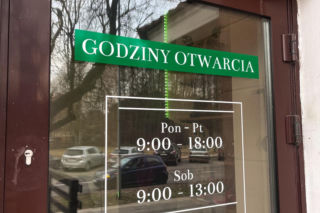 GODZINY OTWARCIA
Pon - Pt
9:00 - 18:00
Sob
9:00 - 13:00